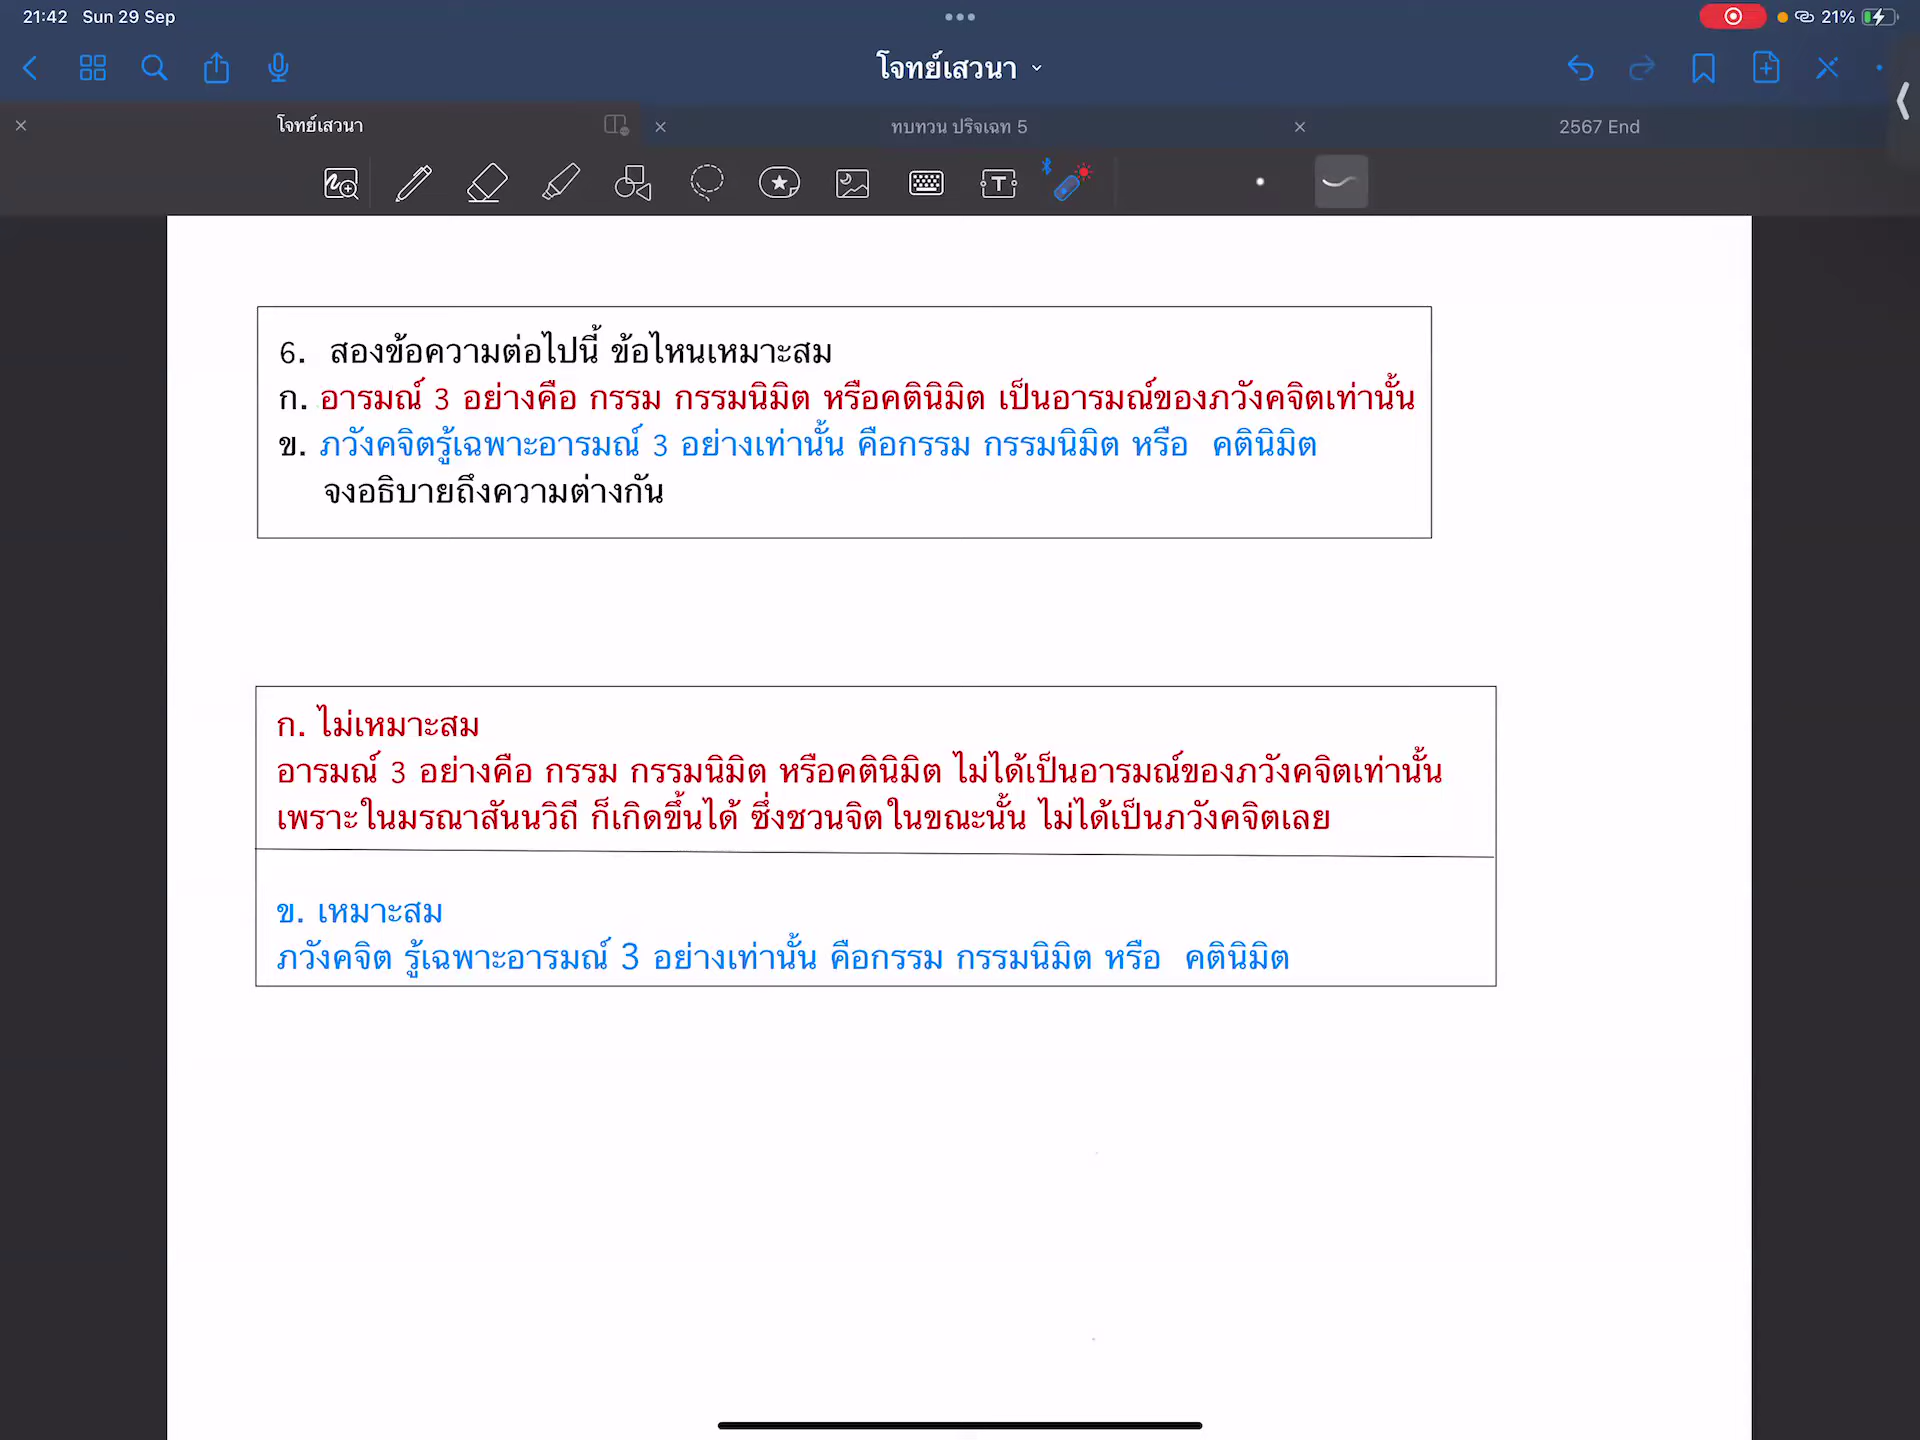 21:42 Sun 29 Sep
21%
โจทย์เสวนา
โจทย์เสวนา
ทบทวน ปริจเฉท 5
2567 End
6. สองข้อความต่อไปนี้ ข้อไหนเหมาะสม
ก. อารมณ์ 3 อย่างคือ กรรม กรรมนิมิต หรือคตินิมิต เป็นอารมณ์ของภวังคจิตเท่านั้น
ข. ภวังคจิตรู้เฉพาะอารมณ์ 3 อย่างเท่านั้น คือกรรม กรรมนิมิต หรือ คตินิมิต
จงอธิบายถึงความต่างกัน
ก. ไม่เหมาะสม
อารมณ์ 3 อย่างคือ กรรม กรรมนิมิต หรือคตินิมิต ไม่ได้เป็นอารมณ์ของภวังคจิตเท่านั้น
เพราะในมรณาสันนวิถี ก็เกิดขึ้นได้ ซึ่งชวนจิตในขณะนั้น ไม่ได้เป็นภวังคจิตเลย
ข. เหมาะสม
ภวังคจิต รู้เฉพาะอารมณ์ 3 อย่างเท่านั้น คือกรรม กรรมนิมิต หรือ คตินิมิต